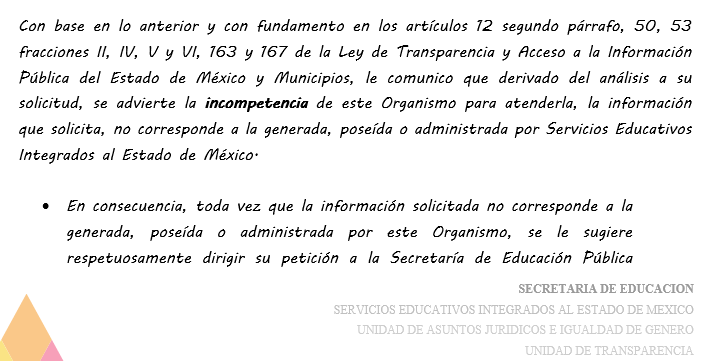 Con base en lo anterior y con fundamento en los artículos 12 segundo párrafo, 50, 53
fracciones II, IV, V y VI, 163 y 167 de la Ley de Transparencia y Acceso a la Información
Pública del Estado de México y Municipios, le comunico que derivado del análisis a su
solicitud, se advierte la incompetencia de este Organismo para atenderla, la información
que solicita, no corresponde a la generada, poseída o administrada por Servicios Educativos
Integrados al Estado de México.
• En consecuencia, toda vez que la información solicitada no corresponde a la
generada, poseída o administrada por este Organismo, se le sugiere
respetuosamente dirigir su petición a la Secretaría de Educación Pública
SECRETARIA DE EDUCACION
SERVICIOS EDUCATIVOS INTEGRADOS AL ESTADO DE MEXICO
UNIDAD DE ASUNTOS JURIDICOS E IGUALDAD DE GENERO
UNIDAD DE TRANSPARENCIA